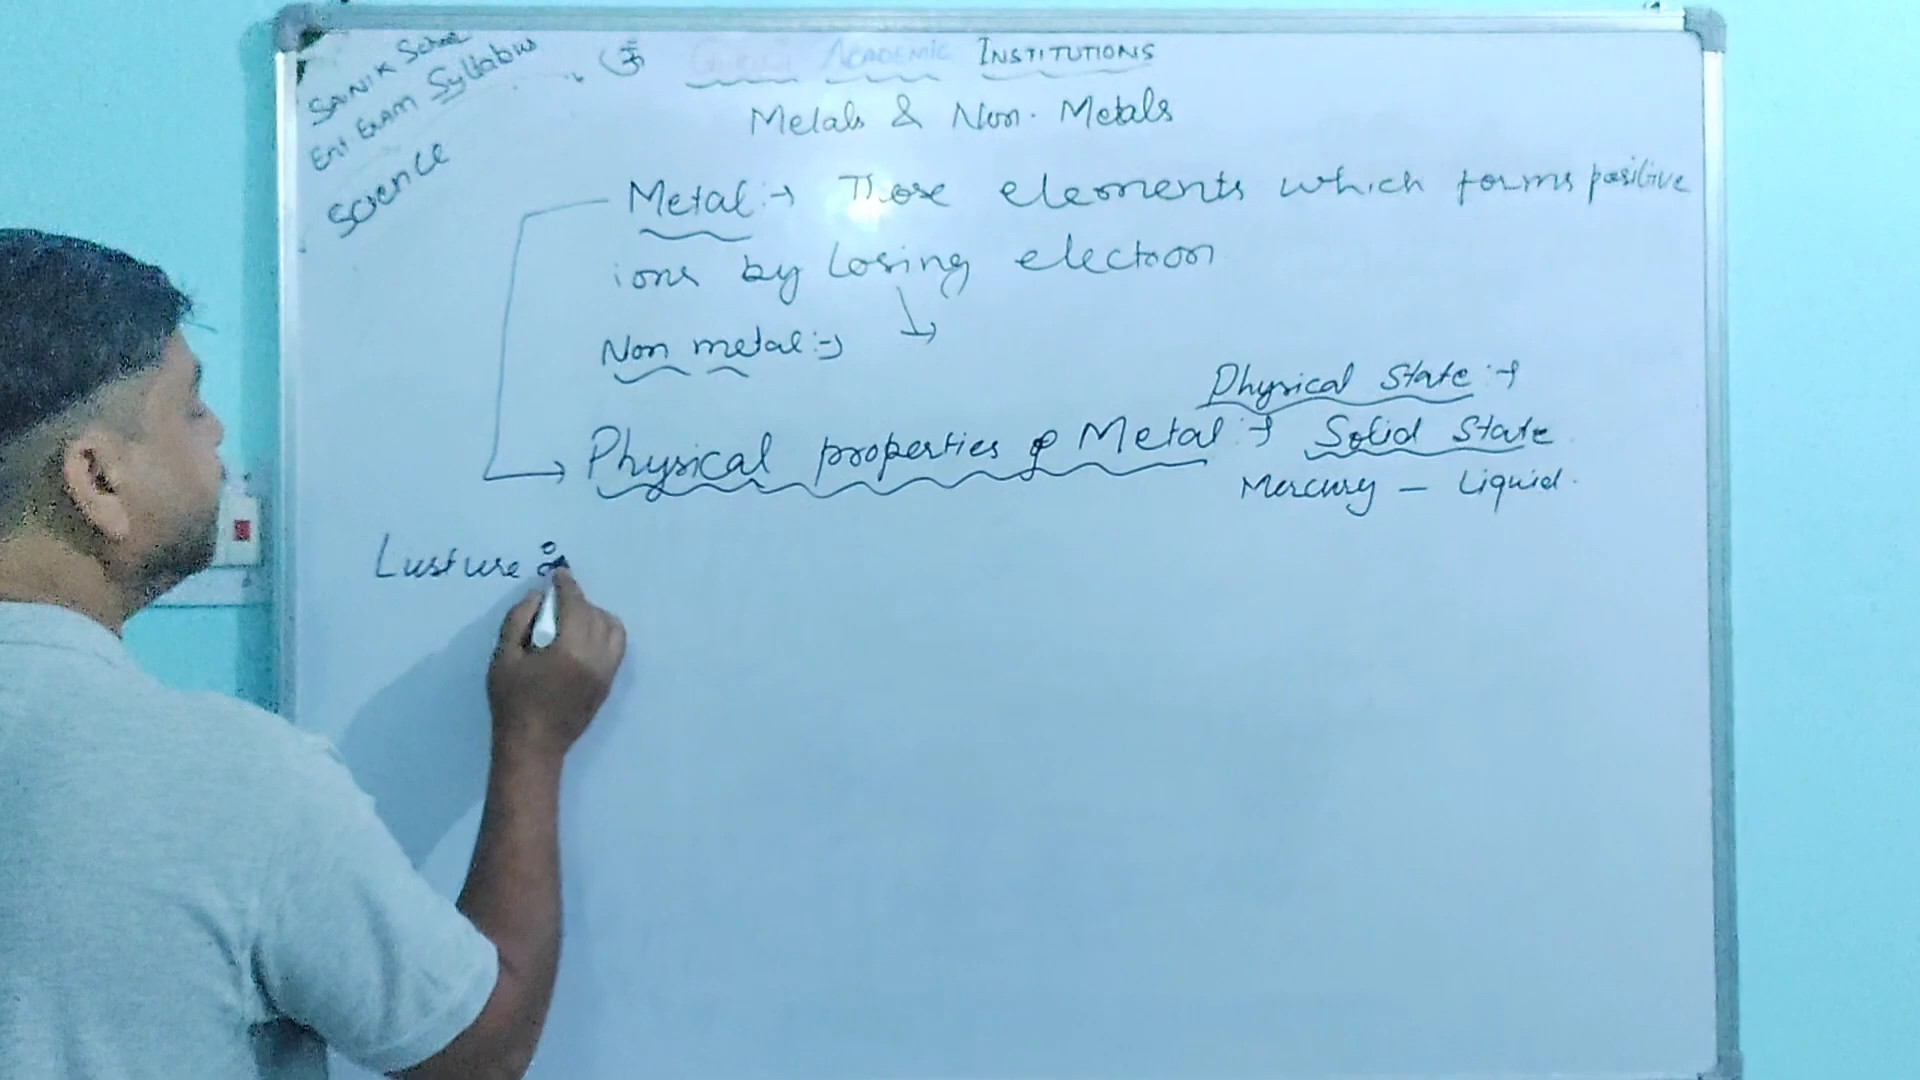 SAINIK School
Ent Exam Syllabus
Science
ॐ ACADEMIC INSTITUTIONS
Metals & Non-Metals
Metal :→ Those elements which forms positive
ions by losing electron
Non metal :→
Physical State :→
Physical properties of Metal :→ Solid State
Mercury - Liquid.
Lusture :